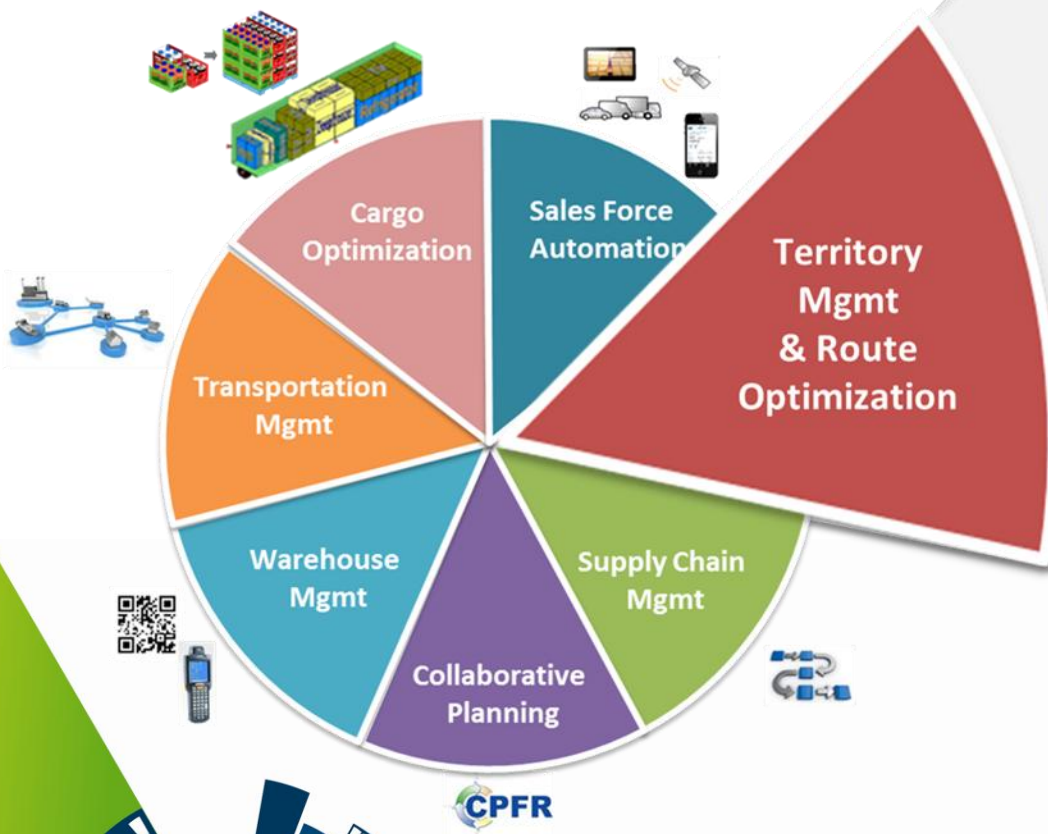 Cargo
Optimization
Sales Force
Automation
Territory
Mgmt
& Route
Optimization
Transportation
Mgmt
Warehouse
Mgmt
Supply Chain
Mgmt
Collaborative
Planning
CPFR